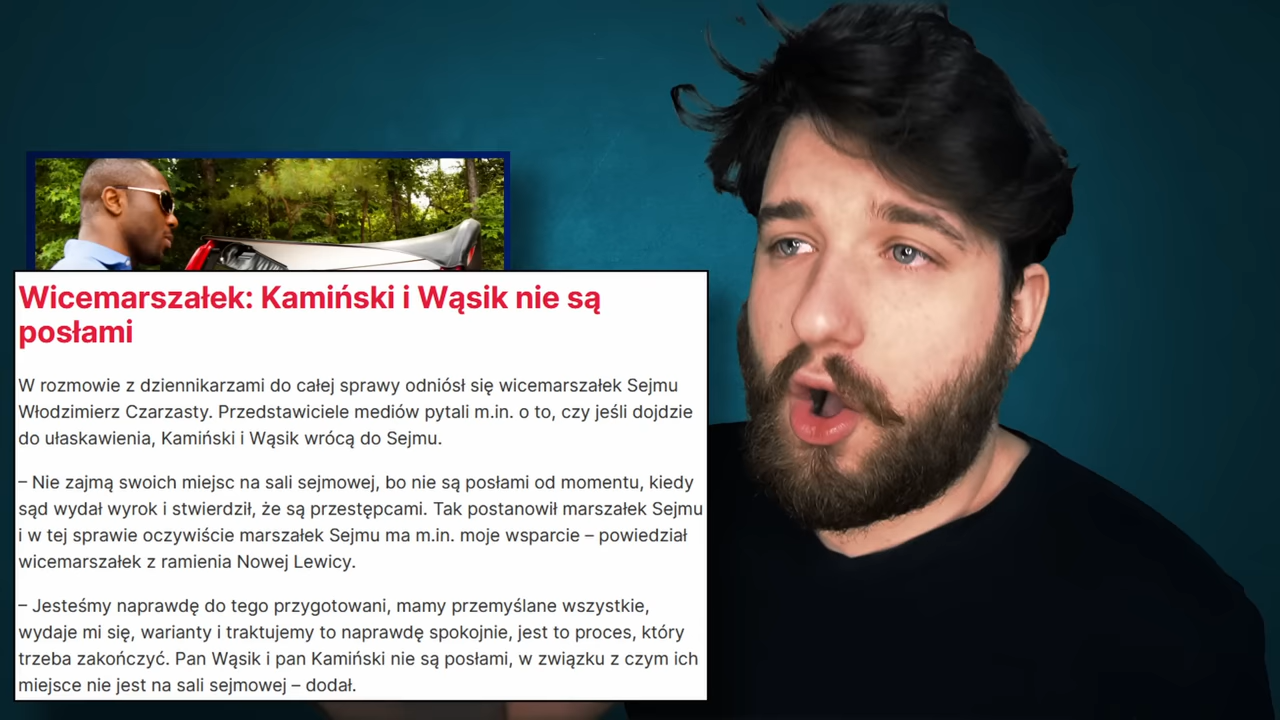 Wicemarszałek: Kamiński i Wąsik nie są
posłami
W rozmowie z dziennikarzami do całej sprawy odniósł się wicemarszałek Sejmu
Włodzimierz Czarzasty. Przedstawiciele mediów pytali m.in. o to, czy jeśli dojdzie
do ułaskawienia, Kamiński i Wąsik wrócą do Sejmu.
– Nie zajmą swoich miejsc na sali sejmowej, bo nie są posłami od momentu, kiedy
sąd wydał wyrok i stwierdził, że są przestępcami. Tak postanowił marszałek Sejmu
i w tej sprawie oczywiście marszałek Sejmu ma m.in. moje wsparcie – powiedział
wicemarszałek z ramienia Nowej Lewicy.
– Jesteśmy naprawdę do tego przygotowani, mamy przemyślane wszystkie,
wydaje mi się, warianty i traktujemy to naprawdę spokojnie, jest to proces, który
trzeba zakończyć. Pan Wąsik i pan Kamiński nie są posłami, w związku z czym ich
miejsce nie jest na sali sejmowej – dodał.